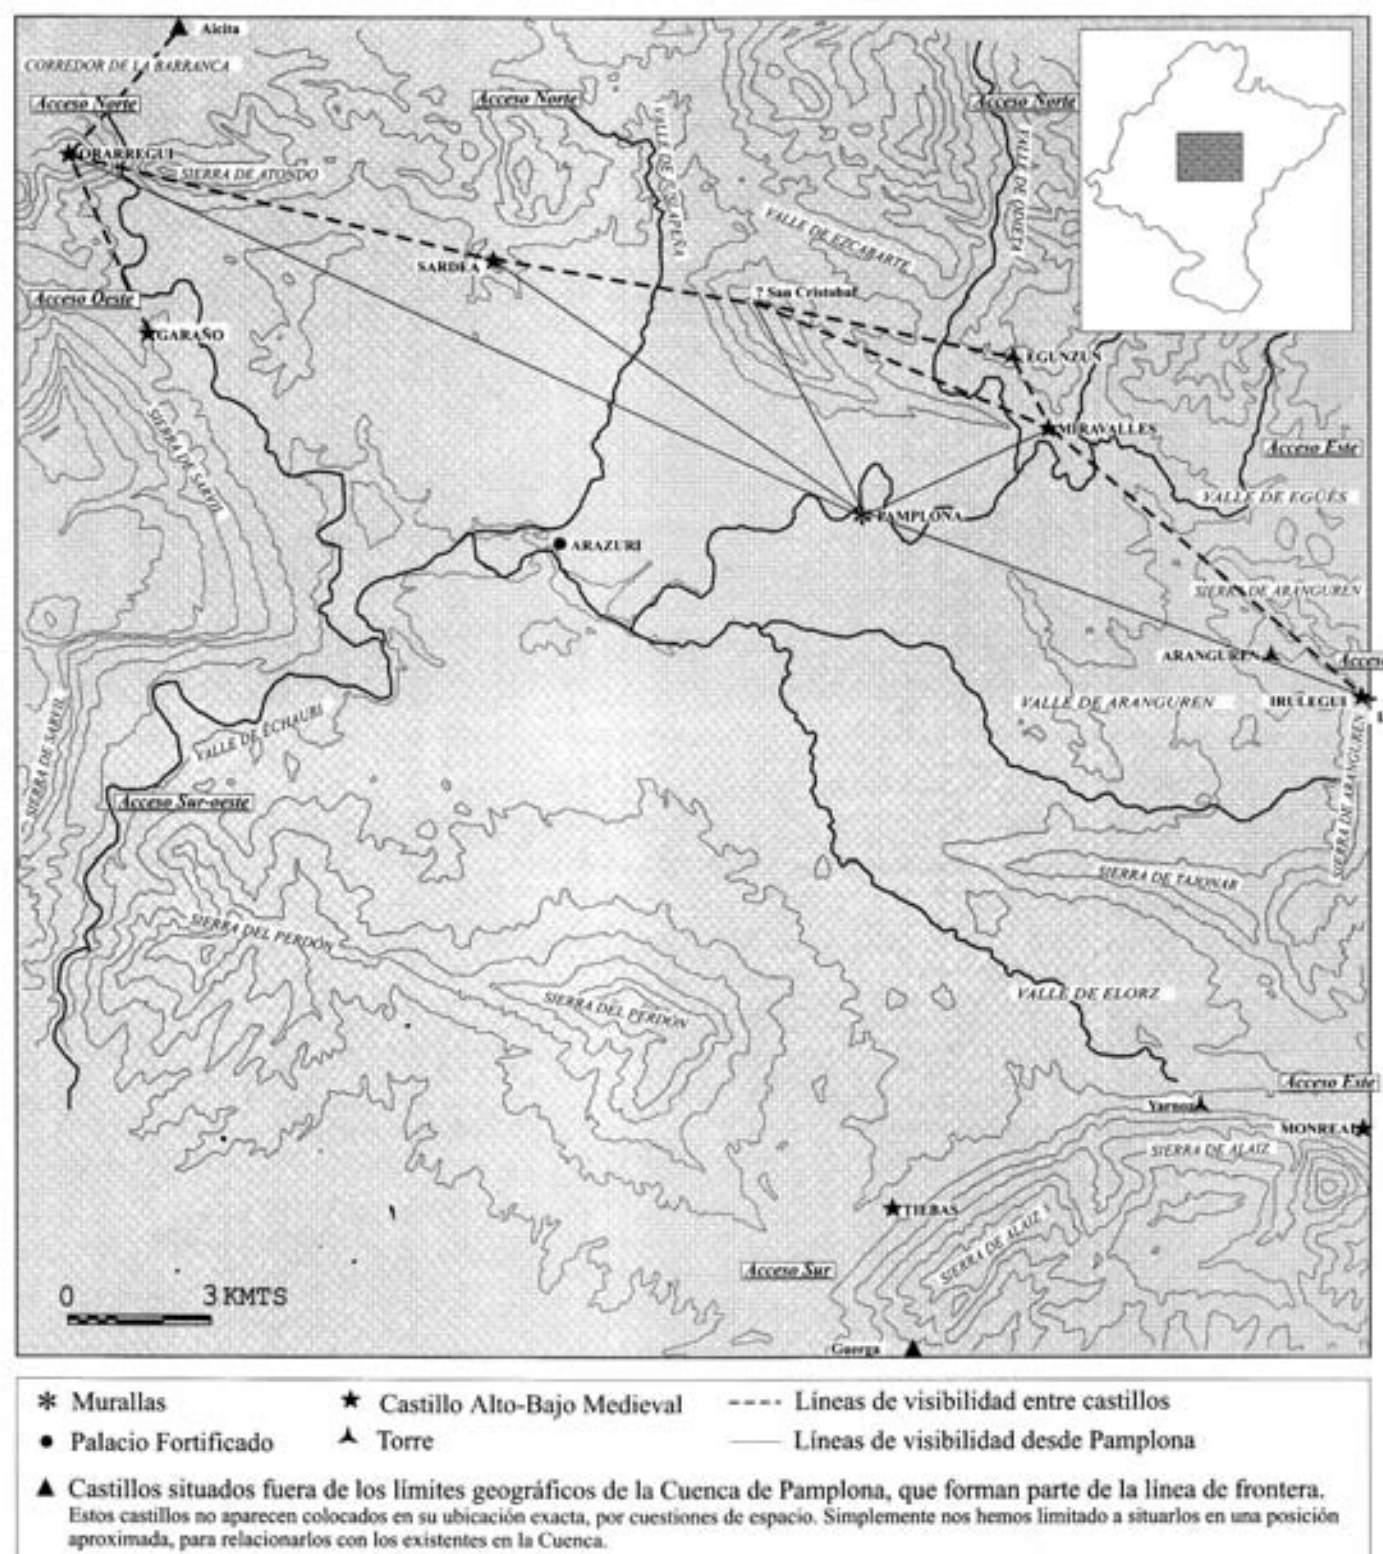 Aicita
CORREDOR DE LA BARRANCA
Acceso Norte
Acceso Norte
Acceso Norte
ORARREGUI
SIERRA DE ATONDO
VALLE DE ODIETA
VALLE DE EZCABARTE
SARDEA
? San Cristobal
Acceso Oeste
GARAÑO
EGUNZUN
MIRAVALLES
SIERRA DE SARVIL
Acceso Este
VALLE DE EGÜES
PAMPLONA
ARAZURI
SIERRA DE ARANGUREN
ARANGUREN
Acceso
IRULEGUI
VALLE DE ARANGUREN
SIERRA DE SARVIL
VALLE DE ECHAURI
SIERRA DE ARANGUREN
Acceso Sur-oeste
SIERRA DE TAJONAR
SIERRA DEL PERDÓN
SIERRA DEL PERDÓN
VALLE DE ELORZ
Acceso Este
Yarnoz
MONREAL
SIERRA DE ALAIZ
TIEBAS
SIERRA DE ALAIZ
Acceso Sur
0 3 KMTS
Guerga
Murallas
Castillo Alto-Bajo Medieval
Líneas de visibilidad entre castillos
Palacio Fortificado
Torre
Líneas de visibilidad desde Pamplona
Castillos situados fuera de los límites geográficos de la Cuenca de Pamplona, que forman parte de la linea de frontera.
Estos castillos no aparecen colocados en su ubicación exacta, por cuestiones de espacio. Simplemente nos hemos limitado a situarlos en una posición
aproximada, para relacionarlos con los existentes en la Cuenca.